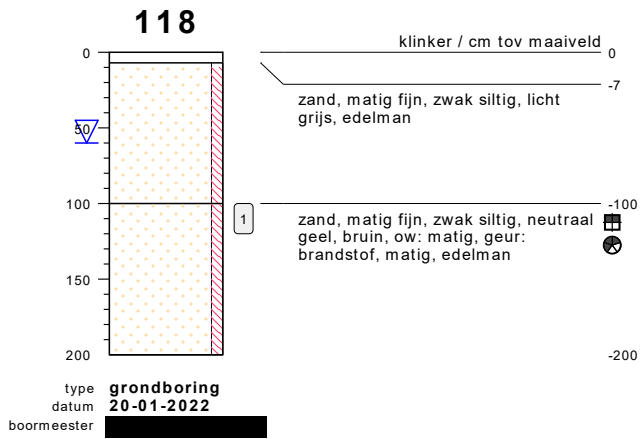 118
klinker / cm tov maaiveld
0
0
-7
zand, matig fijn, zwak siltig, licht
grijs, edelman
50
100
-100
1
zand, matig fijn, zwak siltig, neutraal
geel, bruin, ow: matig, geur:
brandstof, matig, edelman
150
200
-200
type grondboring
datum 20-01-2022
boormeester